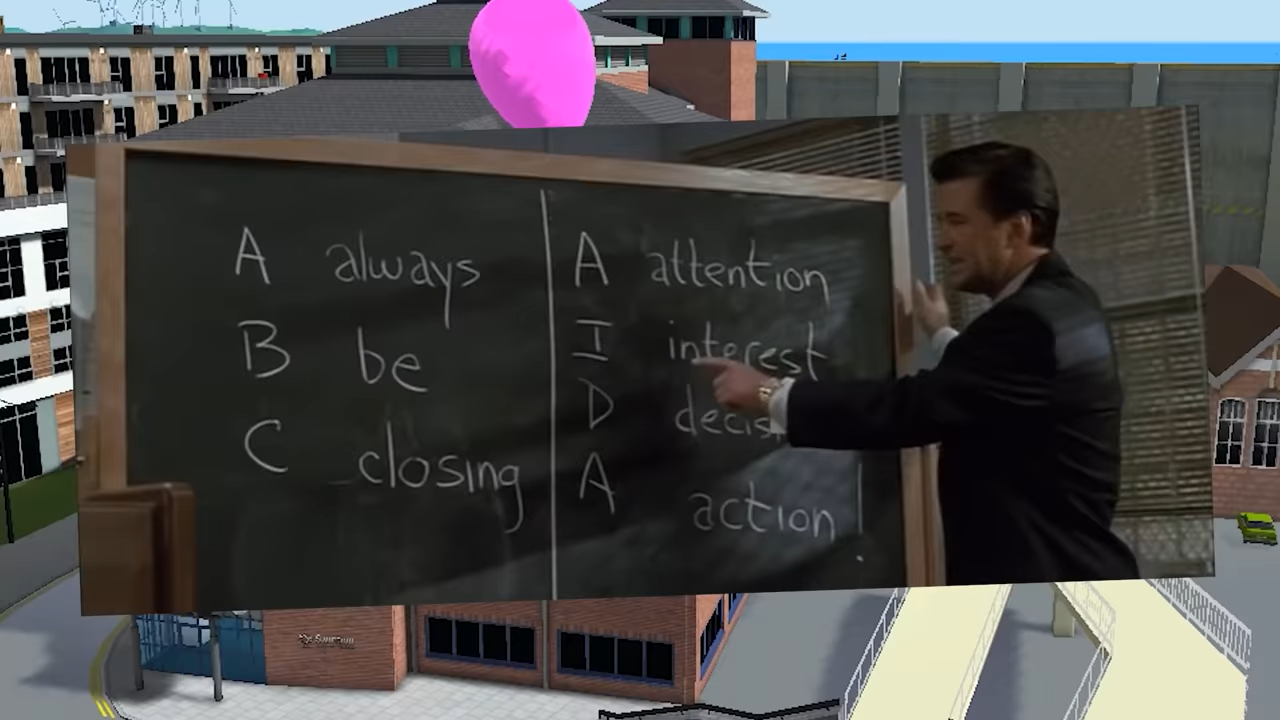 A always
B be
C closing
A attention
I interest
D
A action!